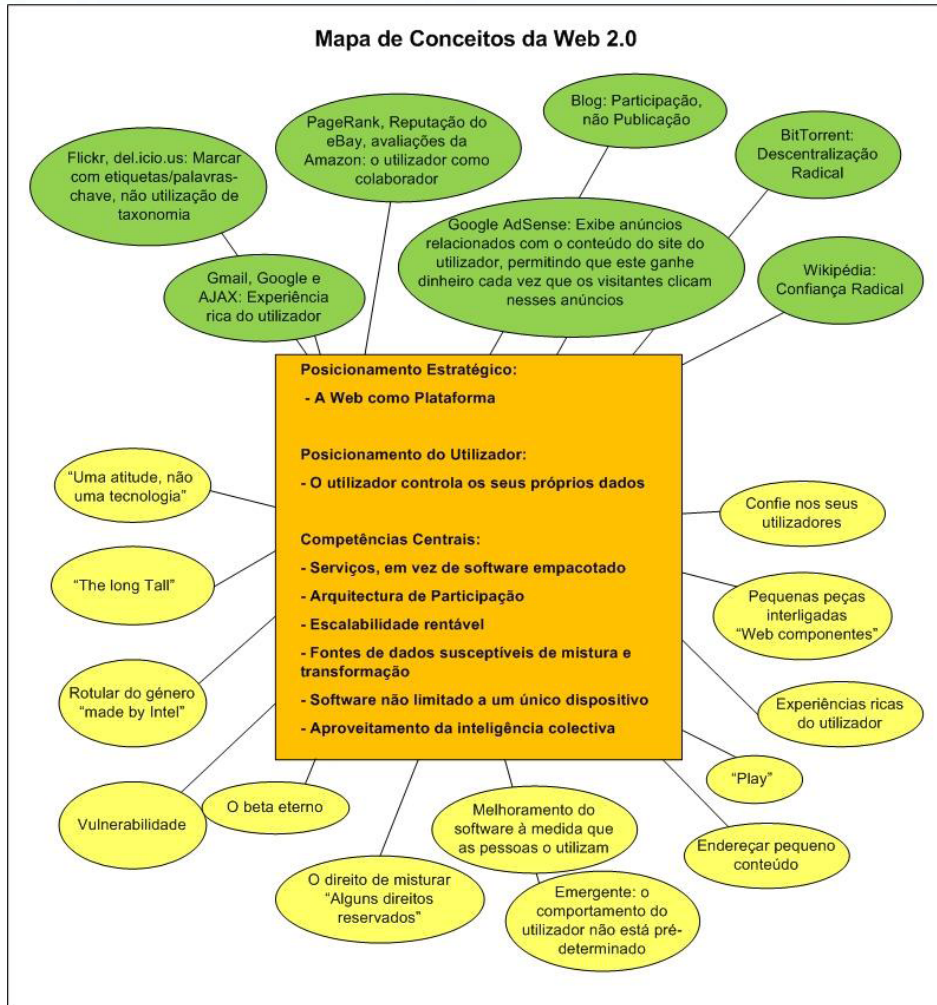 Mapa de Conceitos da Web 2.0
Flickr, del.icio.us: Marcar
com etiquetas/palavras-
chave, não utilização de
taxonomia
PageRank, Reputação do
eBay, avaliações da
Amazon: o utilizador como
colaborador
Blog: Participação,
não Publicação
BitTorrent:
Descentralização
Radical
Gmail, Google e
AJAX: Experiência
rica do utilizador
Google AdSense: Exibe anúncios
relacionados com o conteúdo do site do
utilizador, permitindo que este ganhe
dinheiro cada vez que os visitantes clicam
nesses anúncios
Wikipédia:
Confiança Radical
Posicionamento Estratégico:
- A Web como Plataforma
Posicionamento do Utilizador:
- O utilizador controla os seus próprios dados
Competências Centrais:
- Serviços, em vez de software empacotado
- Arquitectura de Participação
- Escalabilidade rentável
- Fontes de dados susceptíveis de mistura e
transformação
- Software não limitado a um único dispositivo
- Aproveitamento da inteligência colectiva
“Uma atitude, não
uma tecnologia”
“The long Tall”
Rotular do género
“made by Intel”
Vulnerabilidade
O beta eterno
O direito de misturar
“Alguns direitos
reservados”
Melhoramento do
software à medida que
as pessoas o utilizam
Emergente: o
comportamento do
utilizador não está pré-
determinado
Confie nos seus
utilizadores
Pequenas peças
interligadas
“Web componentes”
Experiências ricas
do utilizador
“Play”
Endereçar pequeno
conteúdo